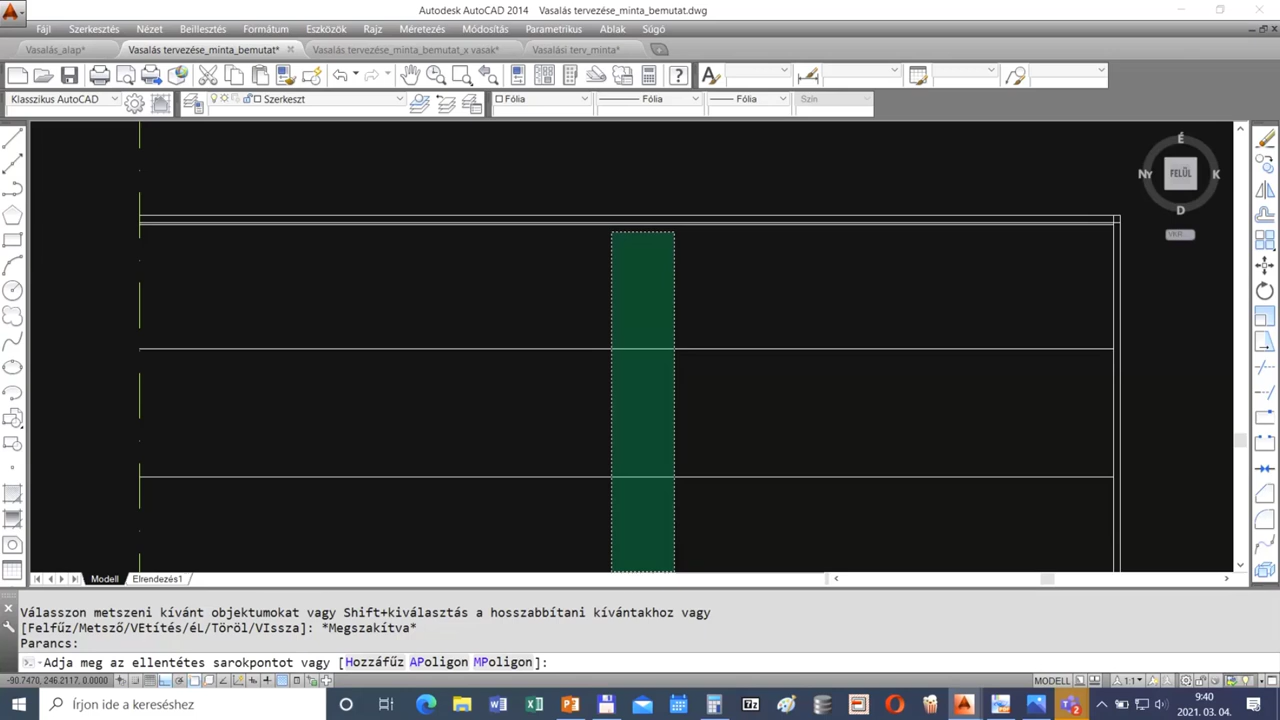 Autodesk AutoCAD 2014 Vasalás tervezése_minta_bemutat.dwg
Fájl Szerkesztés Nézet Beillesztés Formátum Eszközök Rajz Méretezés Módosítás Parametrikus Ablak Súgó
Vasalás_alap* Vasalás tervezése_minta_bemutat* Vasalás tervezése_minta_bemutat_x vasak* Vasalási terv_minta*
Klasszikus AutoCAD Szerkeszt Fólia Fólia Fólia Szín
É
NY FELÜL K
D
VKR
Modell Elrendezés1
Válasszon metszeni kívánt objektumokat vagy Shift+kiválasztás a hosszabbítani kívántakhoz vagy
[Felfűz/Metsző/VEtítés/éL/Töröl/VIssza]: *Megszakítva*
Parancs:
Adja meg az ellentétes sarokpontot vagy [Hozzáfűz APoligon MPoligon]:
-90.7470, 246.2117, 0.0000 MODELL 1:1
Írjon ide a kereséshez 9:40
2021. 03. 04.